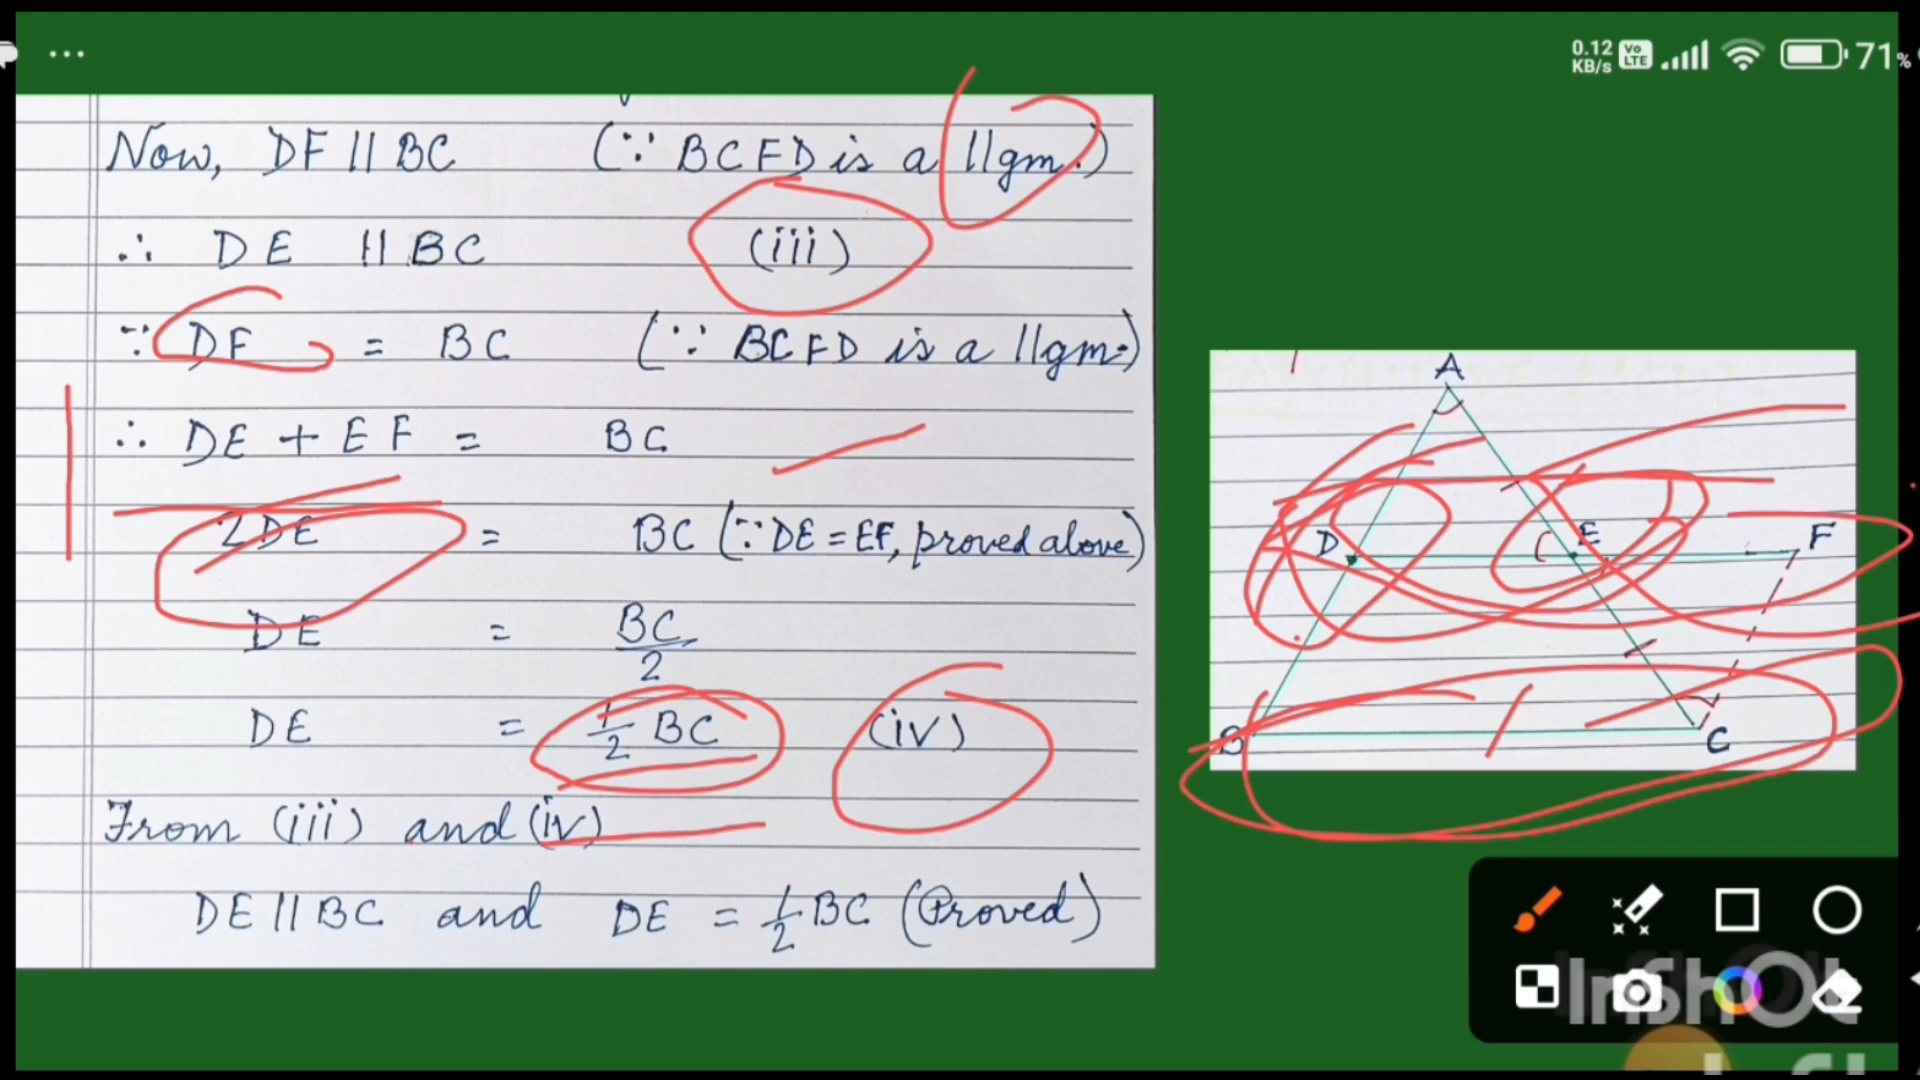 0.12 KB/s Vo LTE 71%
Now, DF || BC (∵ BCFD is a ||gm.)
∴ DE || BC (iii)
∵ DF = BC (∵ BCFD is a ||gm.)
∴ DE + EF = BC
2DE = BC (∵ DE = EF, proved above)
DE = BC/2
DE = 1/2 BC (iv)
From (iii) and (iv)
DE || BC and DE = 1/2 BC (Proved)
A
D E F
B C
InShOt